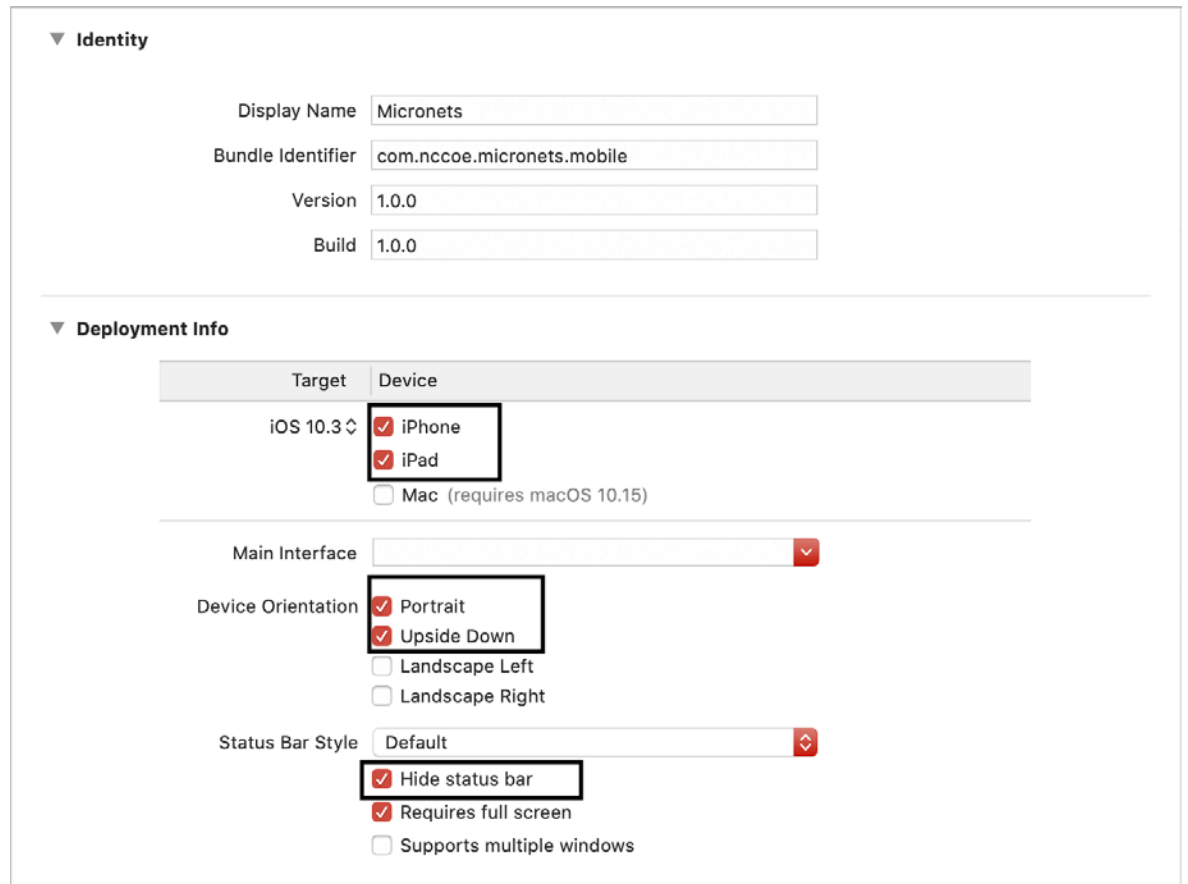 Identity
Display Name Micronets
Bundle Identifier com.nccoe.micronets.mobile
Version 1.0.0
Build 1.0.0
Deployment Info
Target Device
iOS 10.3 iPhone
iPad
Mac (requires macOS 10.15)
Main Interface
Device Orientation Portrait
Upside Down
Landscape Left
Landscape Right
Status Bar Style Default
Hide status bar
Requires full screen
Supports multiple windows